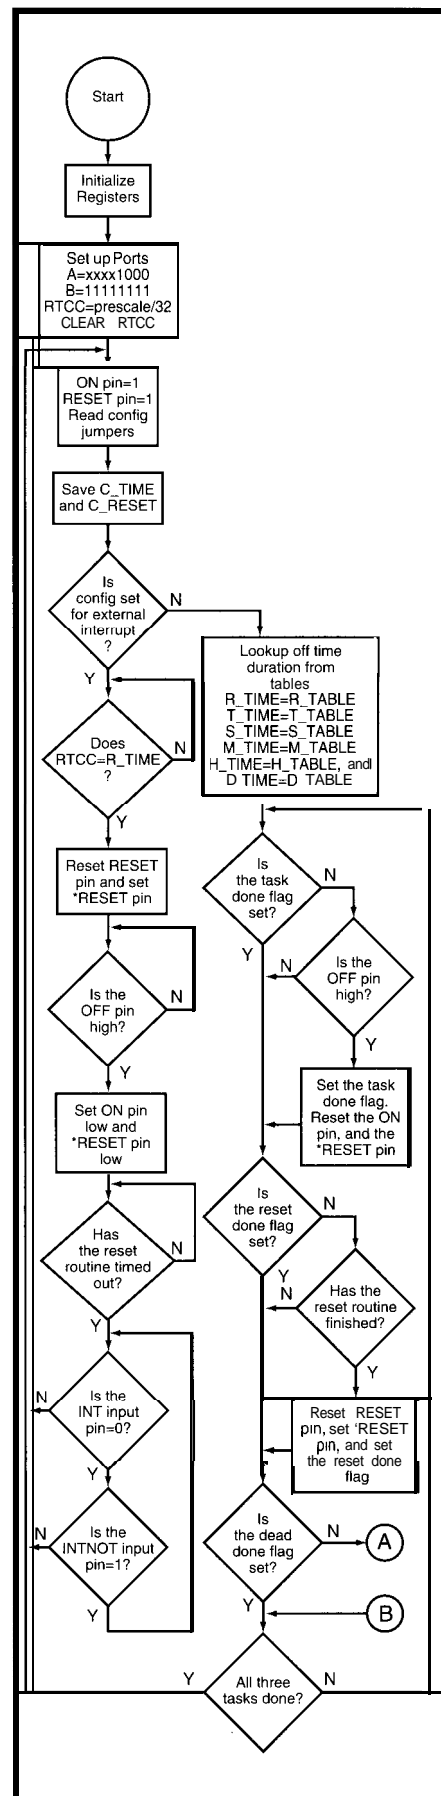 Start
Initialize
Registers
Set up Ports
A=xxxx1000
B=11111111
RTCC=prescale/32
CLEAR RTCC
ON pin=1
RESET pin=1
Read config
jumpers
Save C_TIME
and C_RESET
Is
config set
for external
interrupt
?
N
Y
Does
RTCC=R_TIME
?
N
Y
Reset RESET
pin and set
*RESET pin
Is the
OFF pin
high?
N
Y
Set ON pin
low and
*RESET pin
low
Has
the reset
routine timed
out?
N
Y
Is the
INT input
pin=0?
N
Y
Is the
INTNOT input
pin=1?
N
Y
Lookup off time
duration from
tables
R_TIME=R_TABLE
T_TIME=T_TABLE
S_TIME=S_TABLE
M_TIME=M_TABLE
H_TIME=H_TABLE, and
D TIME=D TABLE
Is
the task
done flag
set?
N
Y
Is the
OFF pin
high?
N
Y
Set the task
done flag.
Reset the ON
pin, and the
*RESET pin
Is
the reset
done flag
set?
N
Y
Has the
reset routine
finished?
N
Y
Reset RESET
pin, set 'RESET
pin, and set
the reset done
flag
Is
the dead
done flag
set?
N
A
Y
B
All three
tasks done?
Y
N